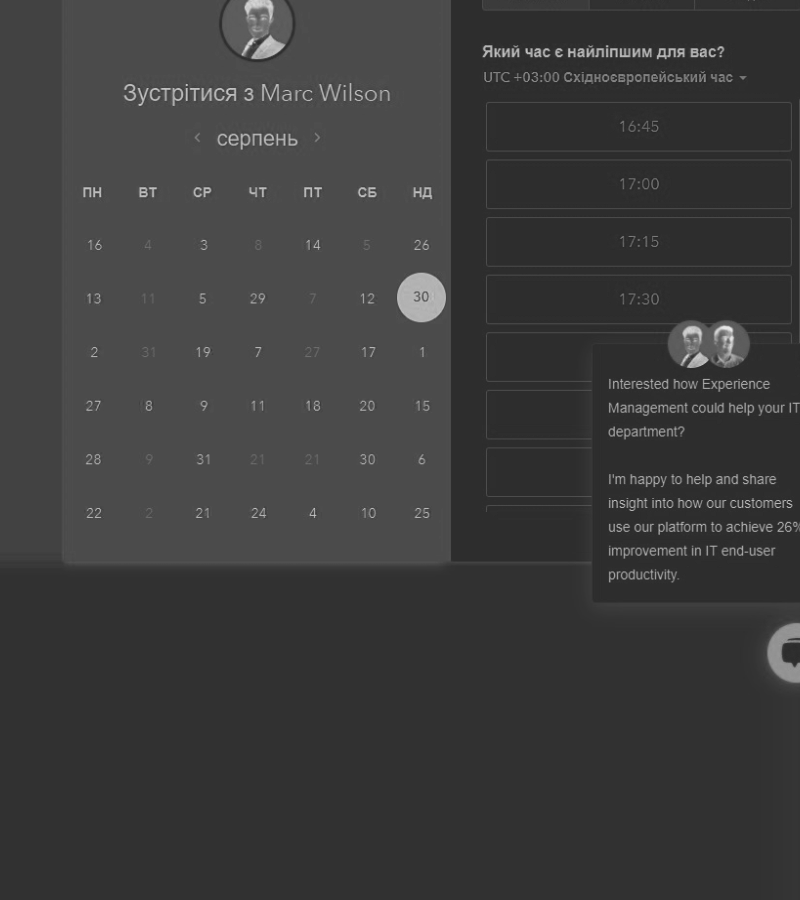 Зустрітися з Marc Wilson
серпень
ПН ВТ СР ЧТ ПТ СБ НД
16 4 3 8 14 5 26
13 11 5 29 7 12 30
2 31 19 7 27 17 1
27 8 9 11 18 20 15
28 9 31 21 21 30 6
22 2 21 24 4 10 25
Який час є найліпшим для вас?
UTC +03:00 Східноєвропейський час
16:45
17:00
17:15
17:30
Interested how Experience
Management could help your IT
department?
I'm happy to help and share
insight into how our customers
use our platform to achieve 26%
improvement in IT end-user
productivity.